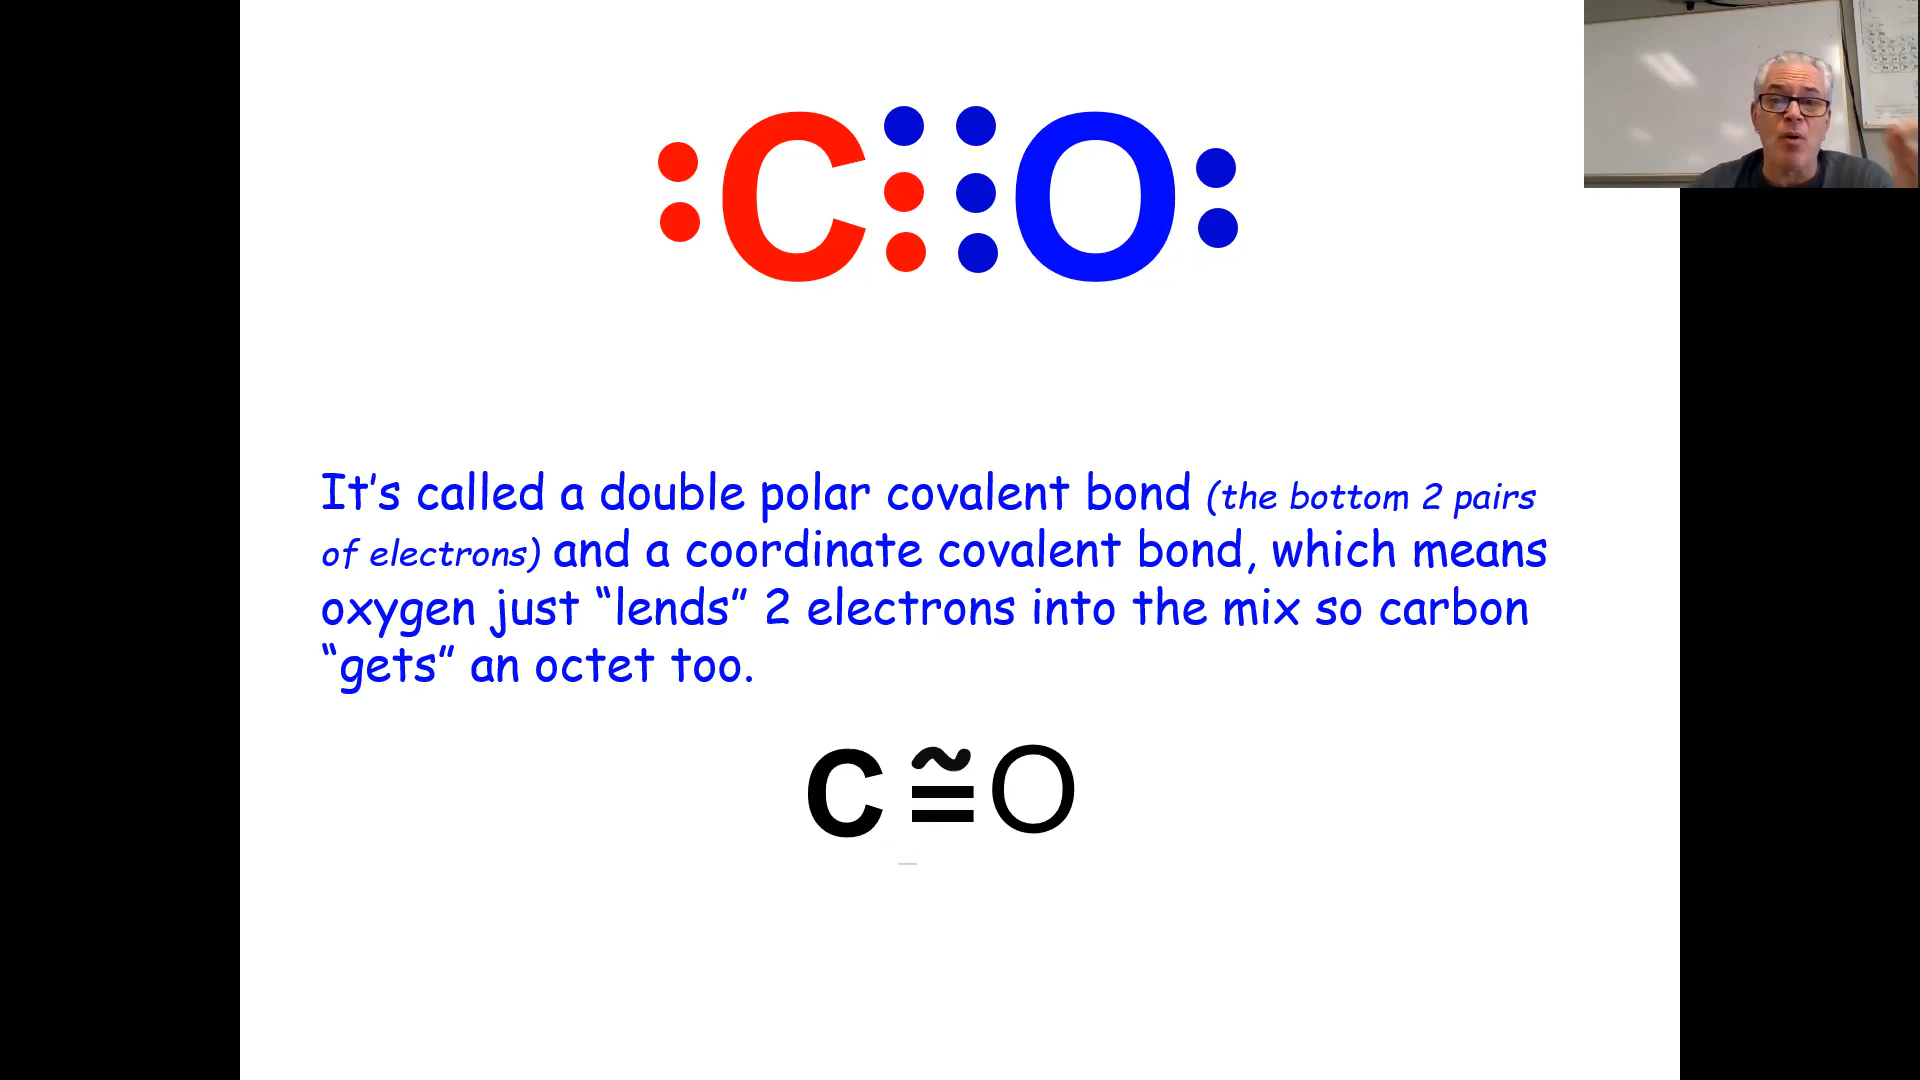 C O
It’s called a double polar covalent bond (the bottom 2 pairs
of electrons) and a coordinate covalent bond, which means
oxygen just “lends” 2 electrons into the mix so carbon
“gets” an octet too.
C ≅ O